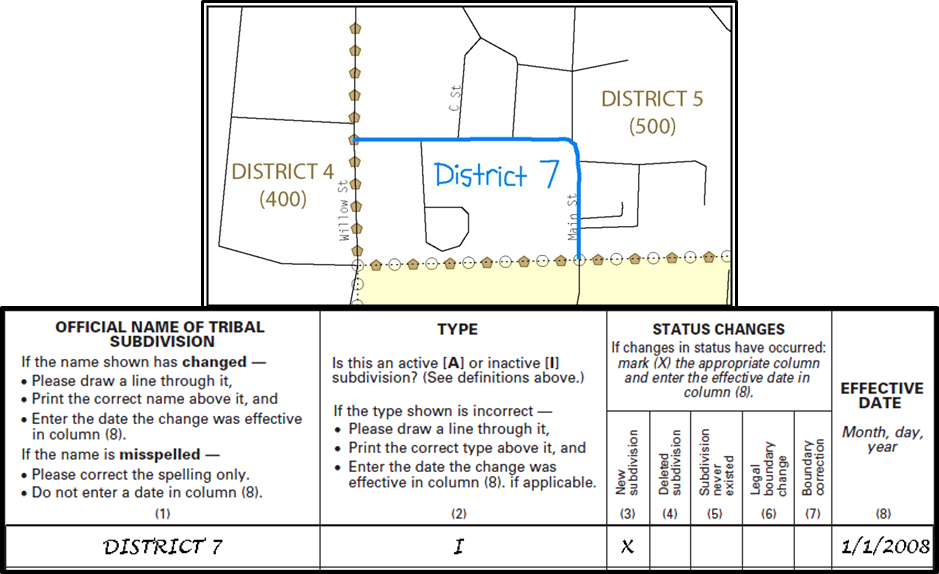 C St
DISTRICT 5
(500)
DISTRICT 4
(400)
District 7
Willow St
Main St
OFFICIAL NAME OF TRIBAL
SUBDIVISION
If the name shown has changed —
• Please draw a line through it,
• Print the correct name above it, and
• Enter the date the change was effective
in column (8).
If the name is misspelled —
• Please correct the spelling only.
• Do not enter a date in column (8).
(1)
TYPE
Is this an active [A] or inactive [I]
subdivision? (See definitions above.)
If the type shown is incorrect —
• Please draw a line through it,
• Print the correct type above it, and
• Enter the date the change was
effective in column (8). if applicable.
(2)
STATUS CHANGES
If changes in status have occurred:
mark (X) the appropriate column
and enter the effective date in
column (8).
New
subdivision
(3)
Deleted
subdivision
(4)
Subdivision
never
existed
(5)
Legal
boundary
change
(6)
Boundary
correction
(7)
EFFECTIVE
DATE
Month, day,
year
(8)
DISTRICT 7
I
X
1/1/2008